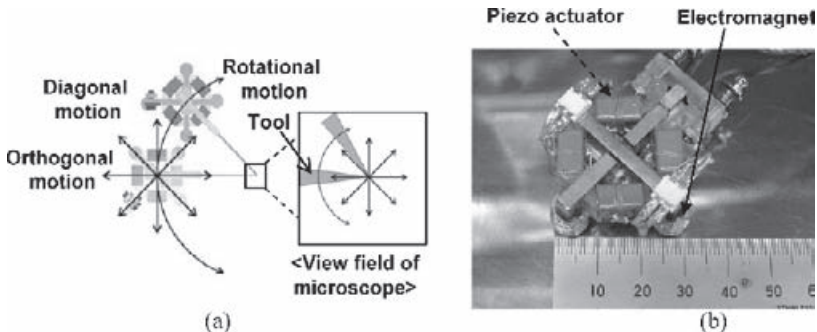 Diagonal
motion
Rotational
motion
Tool
Orthogonal
motion
<View field of
microscope>
(a)
Piezo actuator
Electromagnet
10 20 30 40 50 6
(b)